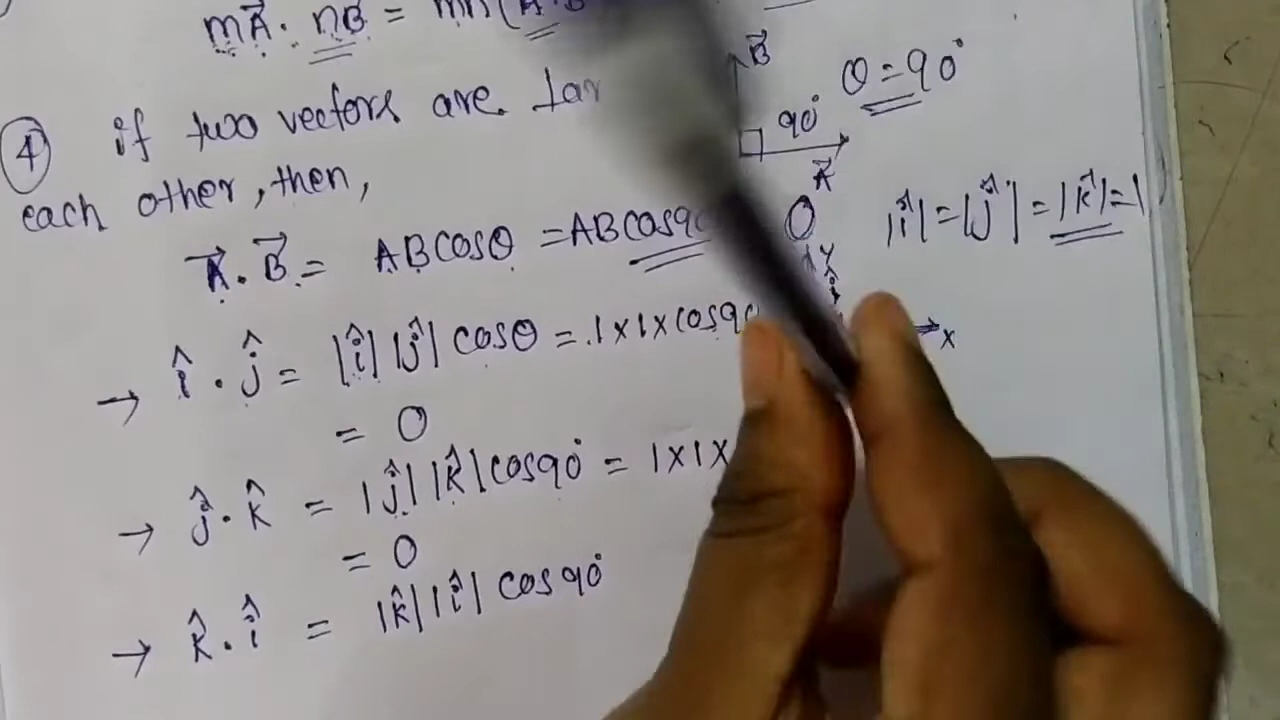 mA⃗ · nB⃗ = mn(A⃗ · B
④ if two vectors are
each other, then,
A⃗ · B⃗ = ABcosθ = ABcos90
B⃗
90°
A⃗
θ = 90°
0
|î| = |ĵ| = |k̂| = 1
Y
x
→ î · ĵ = |î| |ĵ| cosθ = 1×1×cos90
= 0
→ ĵ · k̂ = |ĵ| |k̂| cos90° = 1×1×
= 0
→ k̂ · î = |k̂| |î| cos90°